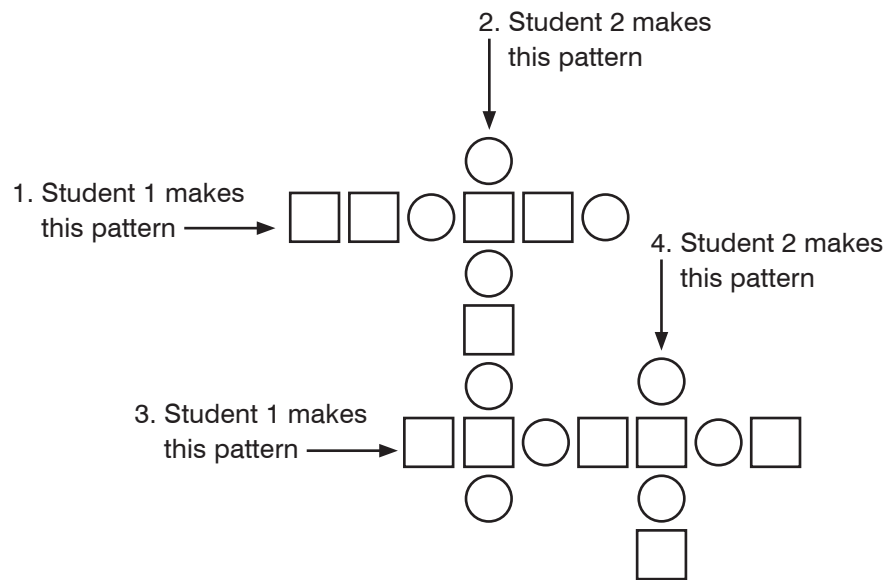 2. Student 2 makes
this pattern
1. Student 1 makes
this pattern
4. Student 2 makes
this pattern
3. Student 1 makes
this pattern